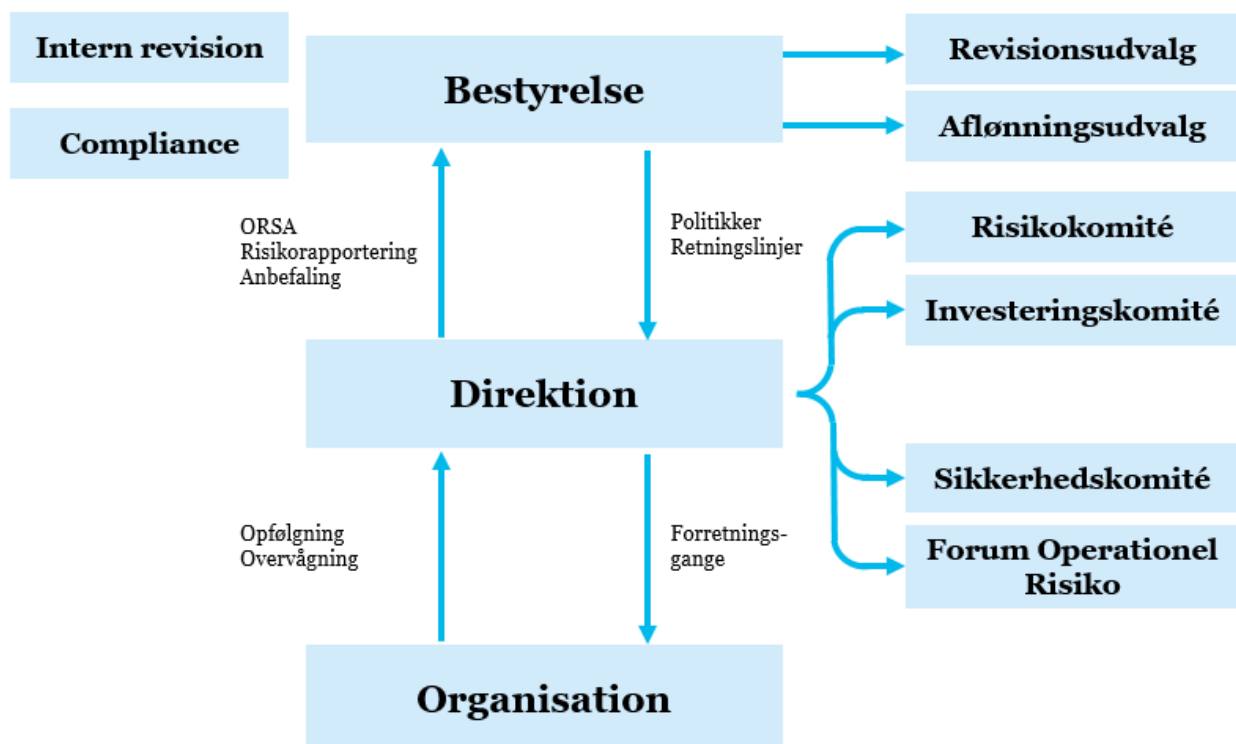 Intern revision
Compliance
Bestyrelse
Revisionsudvalg
Aflønningsudvalg
ORSA
Risikorapportering
Anbefaling
Politikker
Retningslinjer
Risikokomité
Investeringskomité
Direktion
Sikkerhedskomité
Forum Operationel
Risiko
Opfølgning
Overvågning
Forretnings-
gange
Organisation